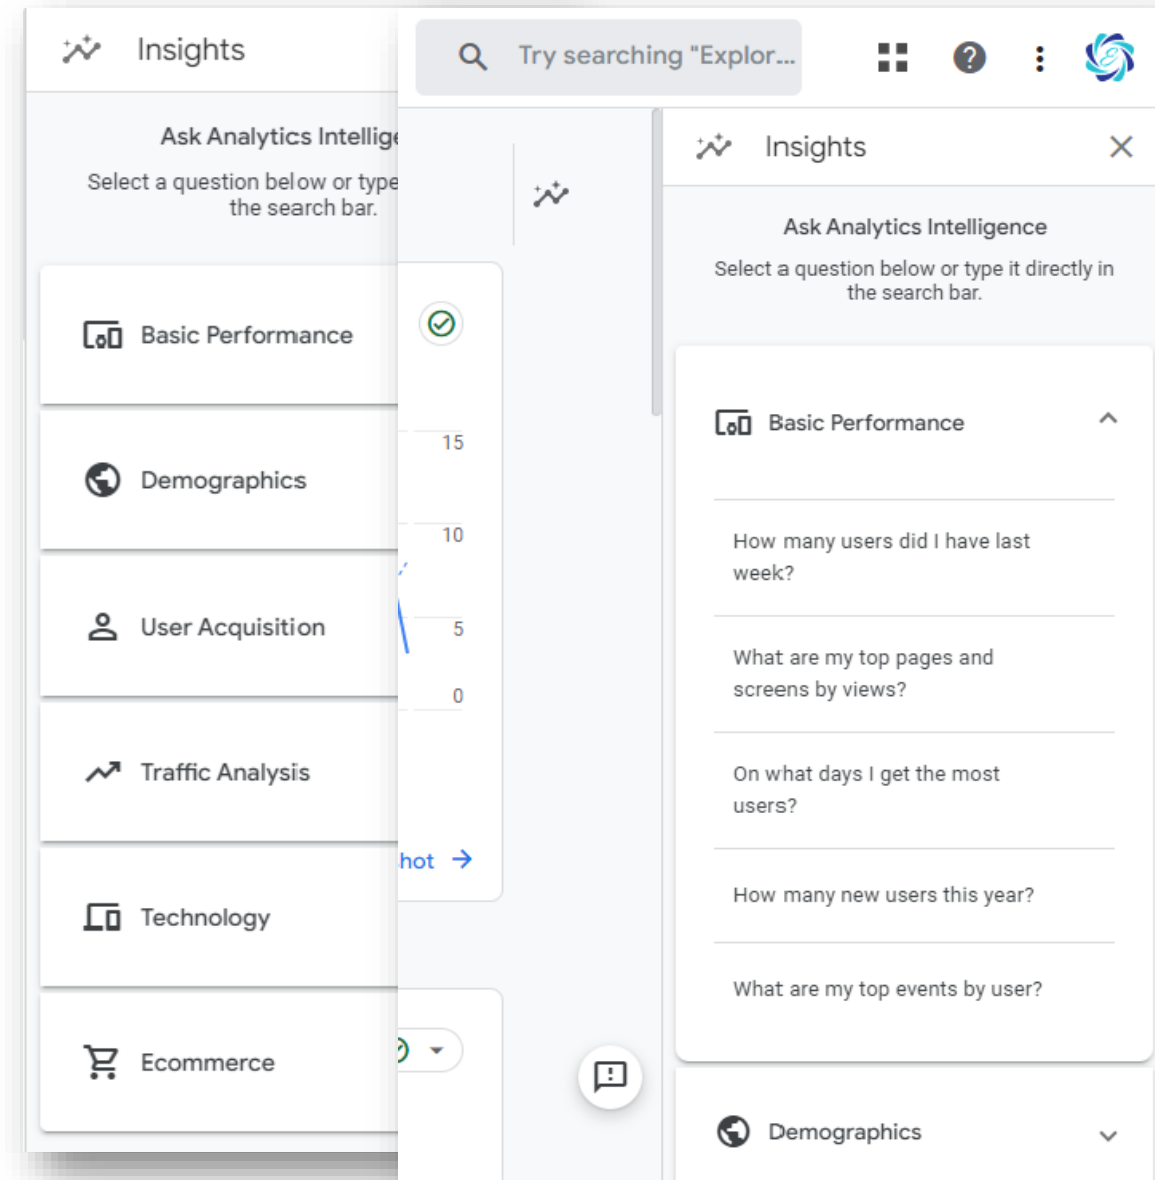 Insights
Ask Analytics
Select a question below or type
the search bar.
Basic Performance
Demographics
User Acquisition
Traffic Analysis
Technology
Ecommerce
Try searching "Explor...
15
10
5
0
hot
Insights
Ask Analytics Intelligence
Select a question below or type it directly in
the search bar.
Basic Performance
How many users did I have last
week?
What are my top pages and
screens by views?
On what days I get the most
users?
How many new users this year?
What are my top events by user?
Demographics